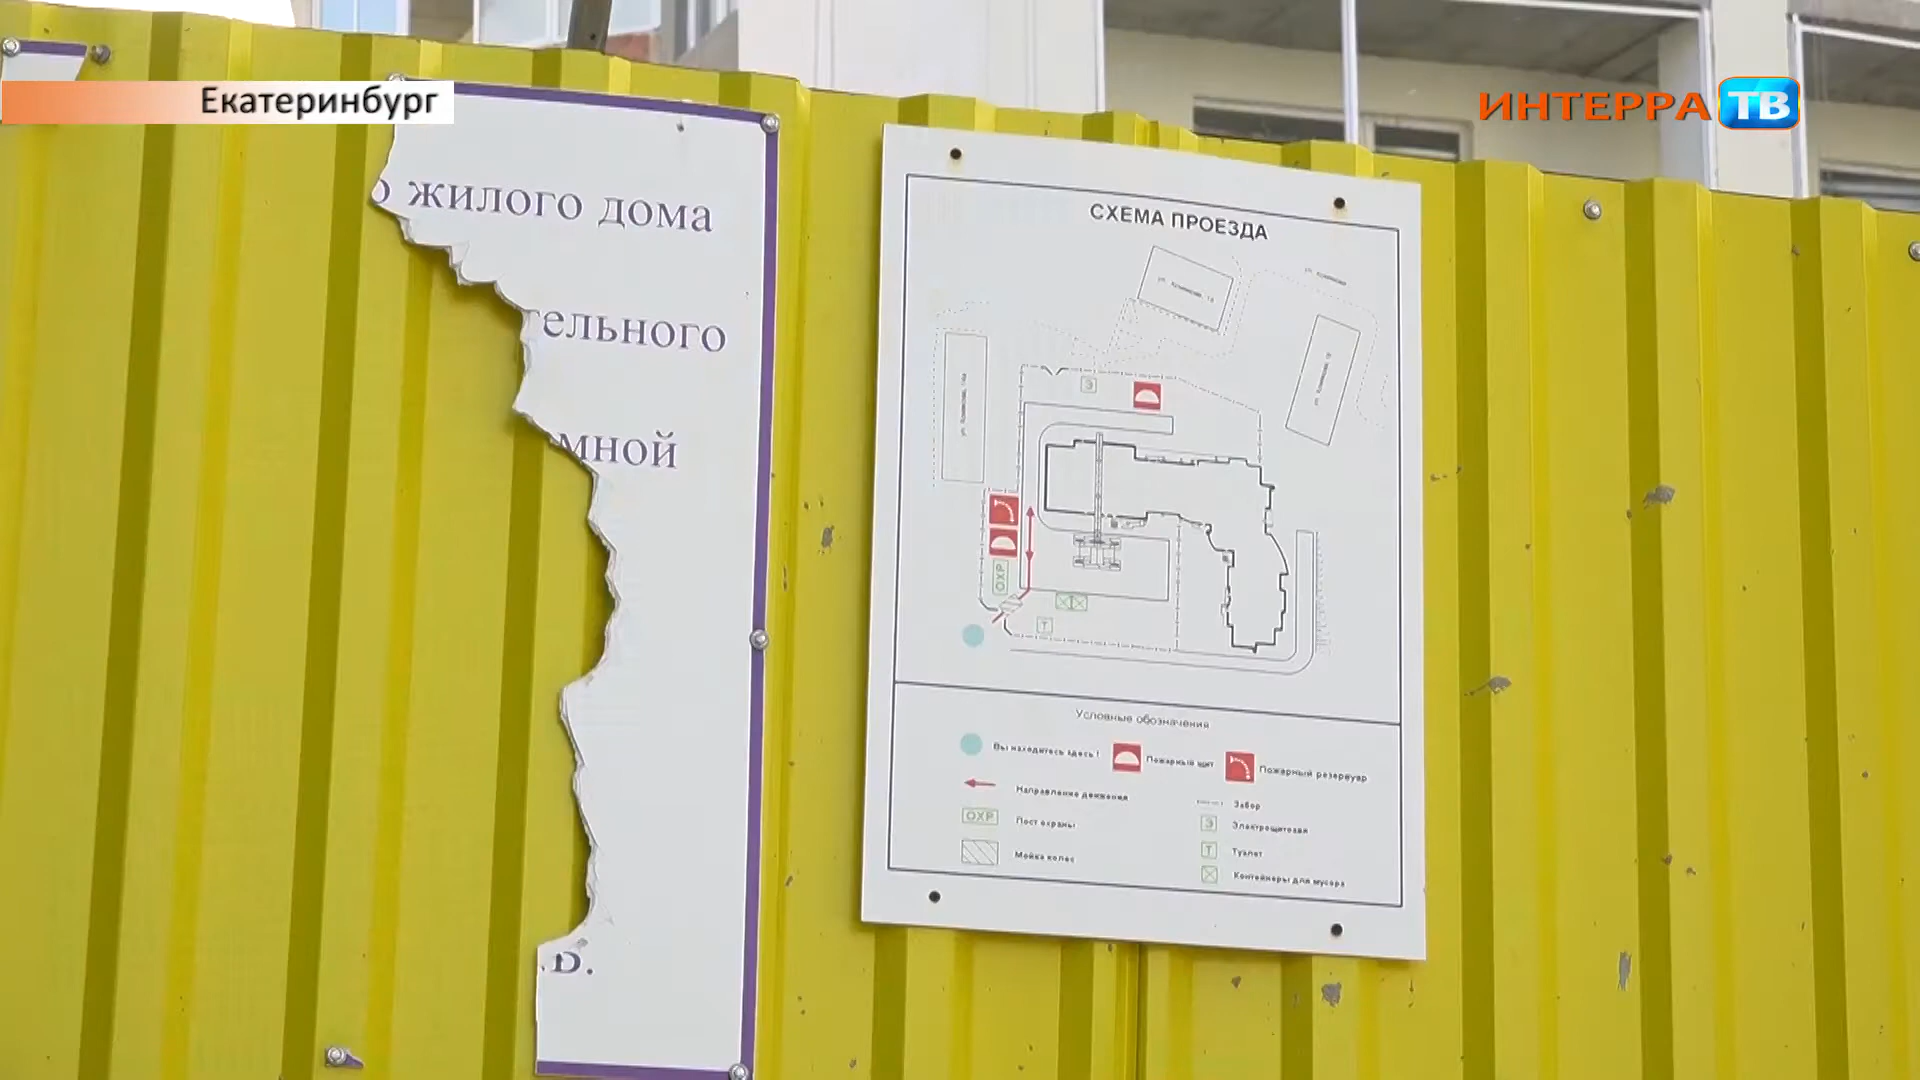 Екатеринбург
ИНТЕРРА ТВ
жилого дома
тельного
мной
В.
СХЕМА ПРОЕЗДА
Э
ОХР
Т
Условные обозначения
Вы находитесь здесь !
Пожарный щит
Пожарный резервуар
Направление движения
Забор
ОХР
Пост охраны
Э
Электрощитовая
Мойка колес
Т
Туалет
Контейнеры для мусора